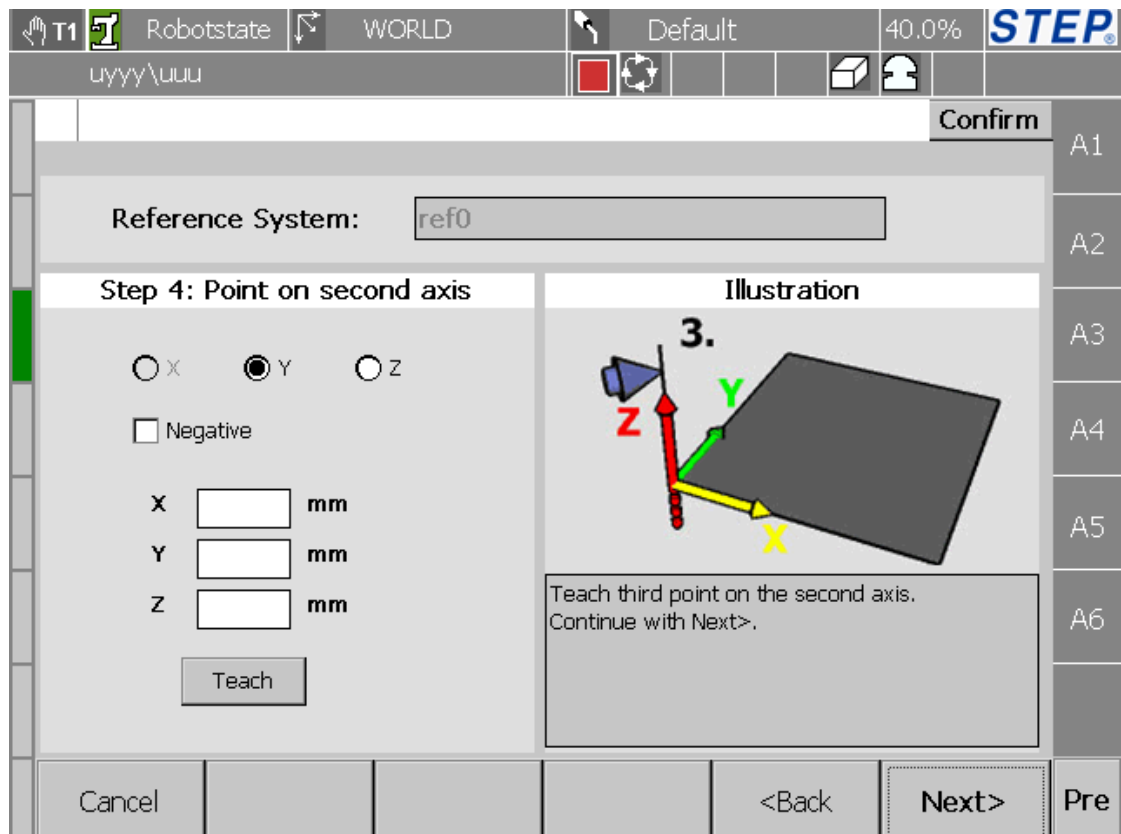 T1 Robotstate WORLD Default 40.0% STEP®
uyyy\uuu
Confirm
A1
Reference System: ref0
A2
Step 4: Point on second axis
Illustration
X Y Z
Negative
X mm
Y mm
Z mm
Teach
3.
Y
Z
X
Teach third point on the second axis.
Continue with Next>.
A3
A4
A5
A6
Cancel <Back Next> Pre